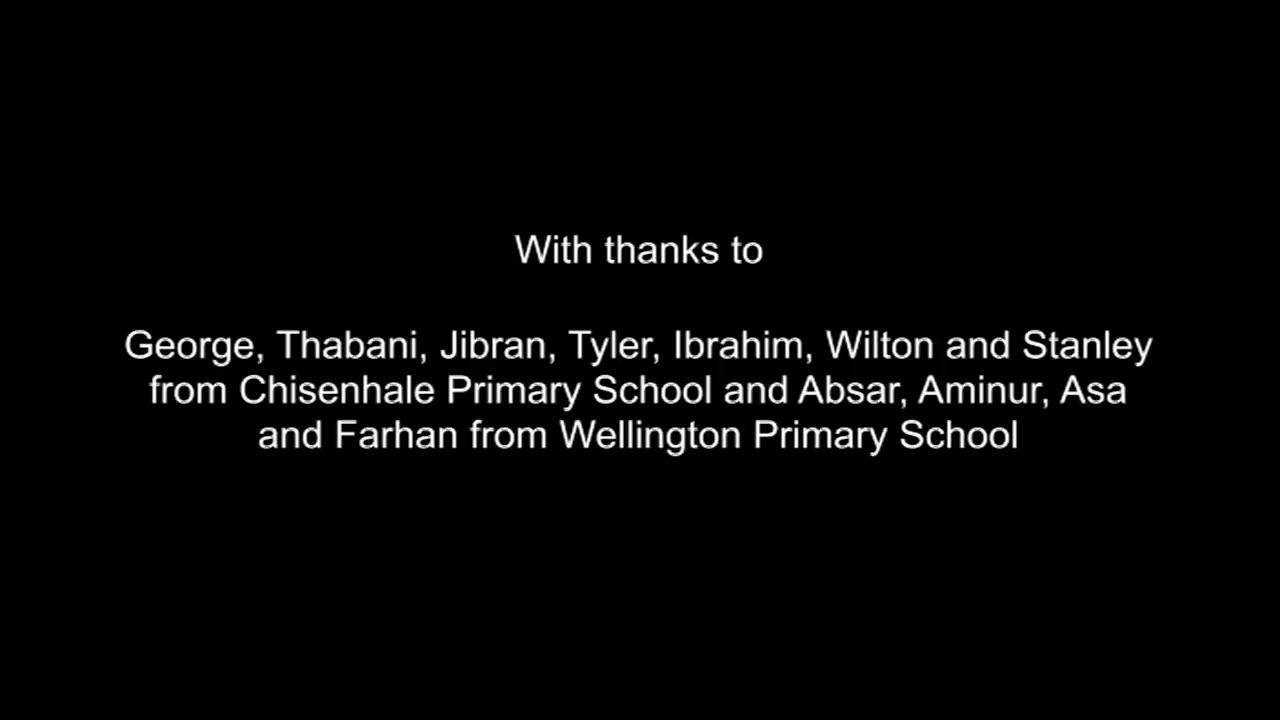 With thanks to
George, Thabani, Jibran, Tyler, Ibrahim, Wilton and Stanley
from Chisenhale Primary School and Absar, Aminur, Asa
and Farhan from Wellington Primary School